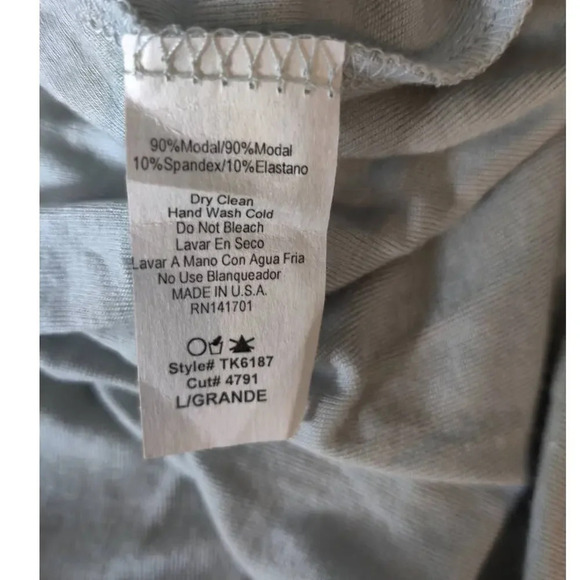 90%Modal/90%Modal
10%Spandex/10%Elastano
Dry Clean
Hand Wash Cold
Do Not Bleach
Lavar En Seco
Lavar A Mano Con Agua Fria
No Use Blanqueador
MADE IN U.S.A.
RN141701
Style# TK6187
Cut# 4791
L/GRANDE